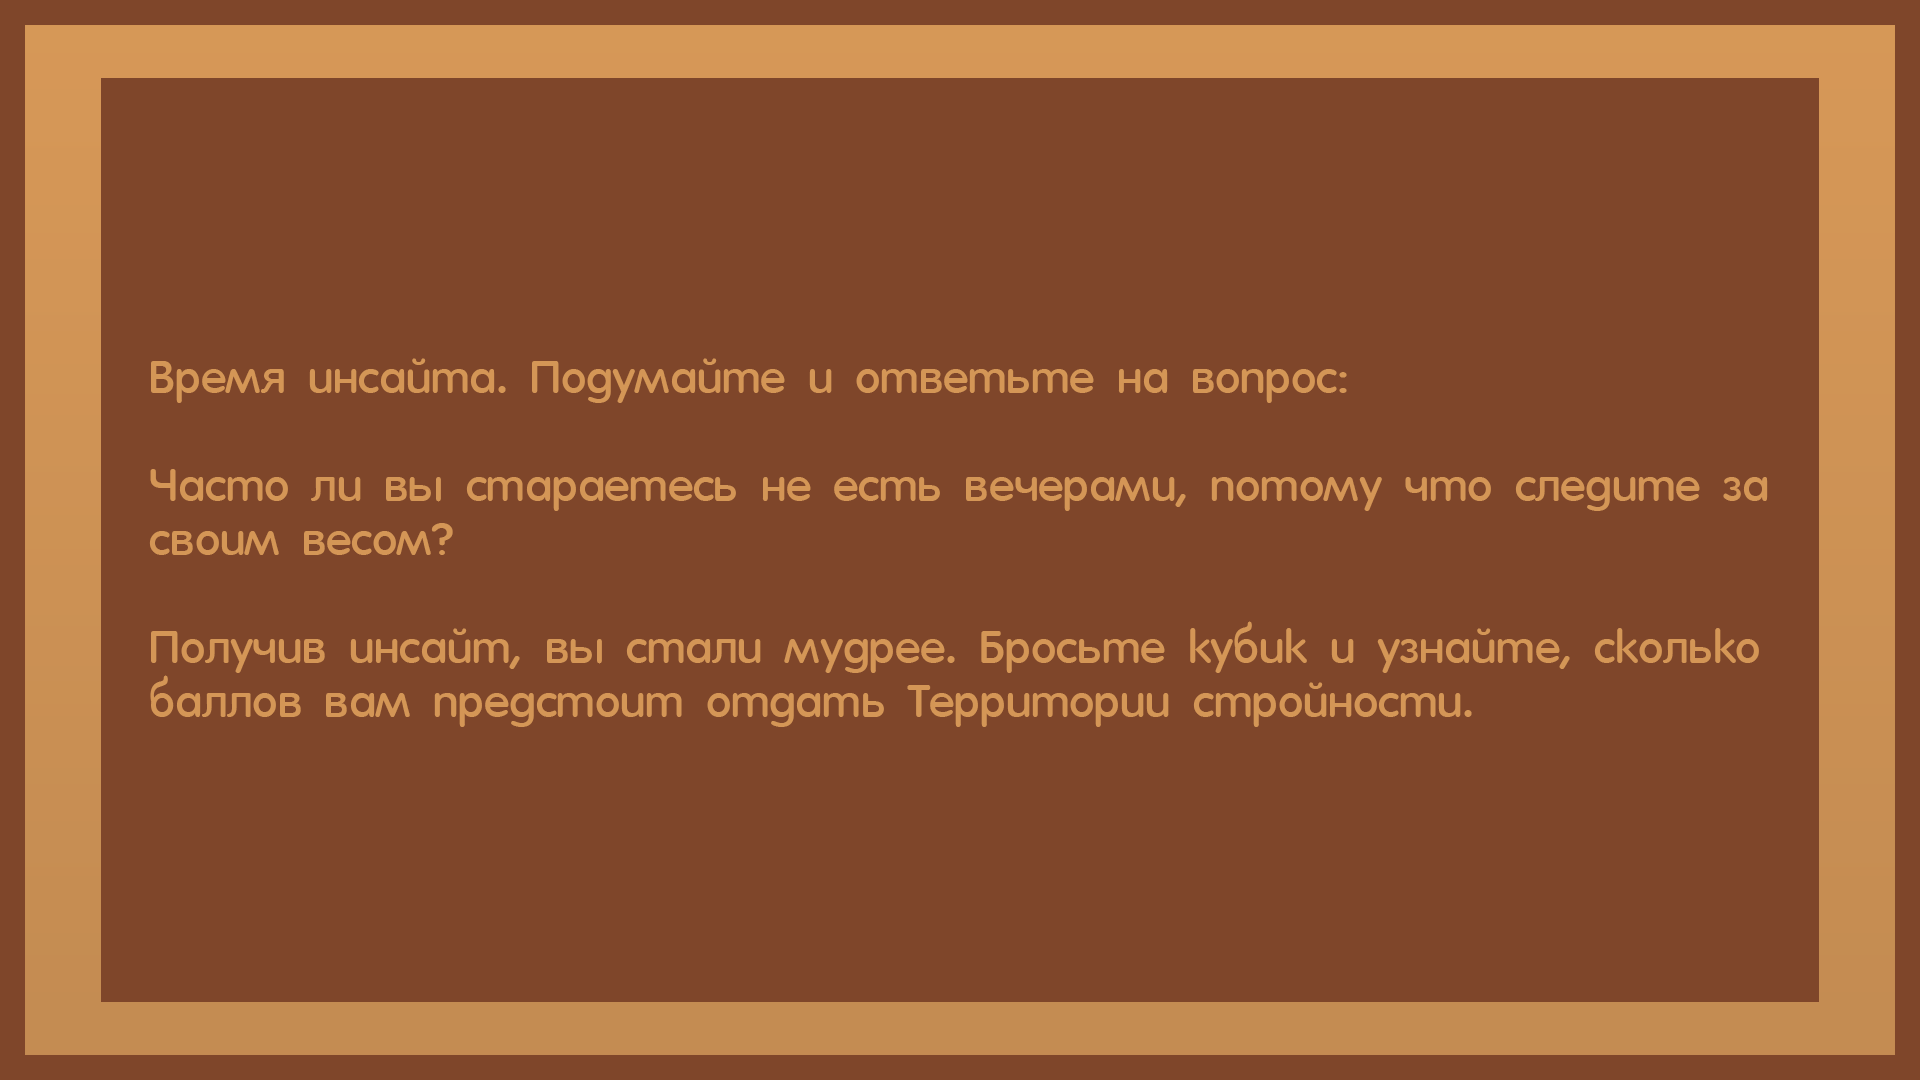 Время инсайта. Подумайте и ответьте на вопрос:
Часто ли вы стараетесь не есть вечерами, потому что следите за
своим весом?
Получив инсайт, вы стали мудрее. Бросьте кубик и узнайте, сколько
баллов вам предстоит отдать Территории стройности.